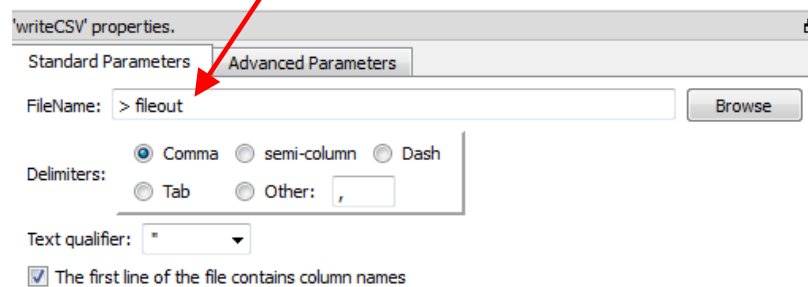 'writeCSV' properties.
Standard Parameters Advanced Parameters
FileName: > fileout Browse
Delimiters: Comma semi-column Dash
Tab Other: ,
Text qualifier: "
The first line of the file contains column names